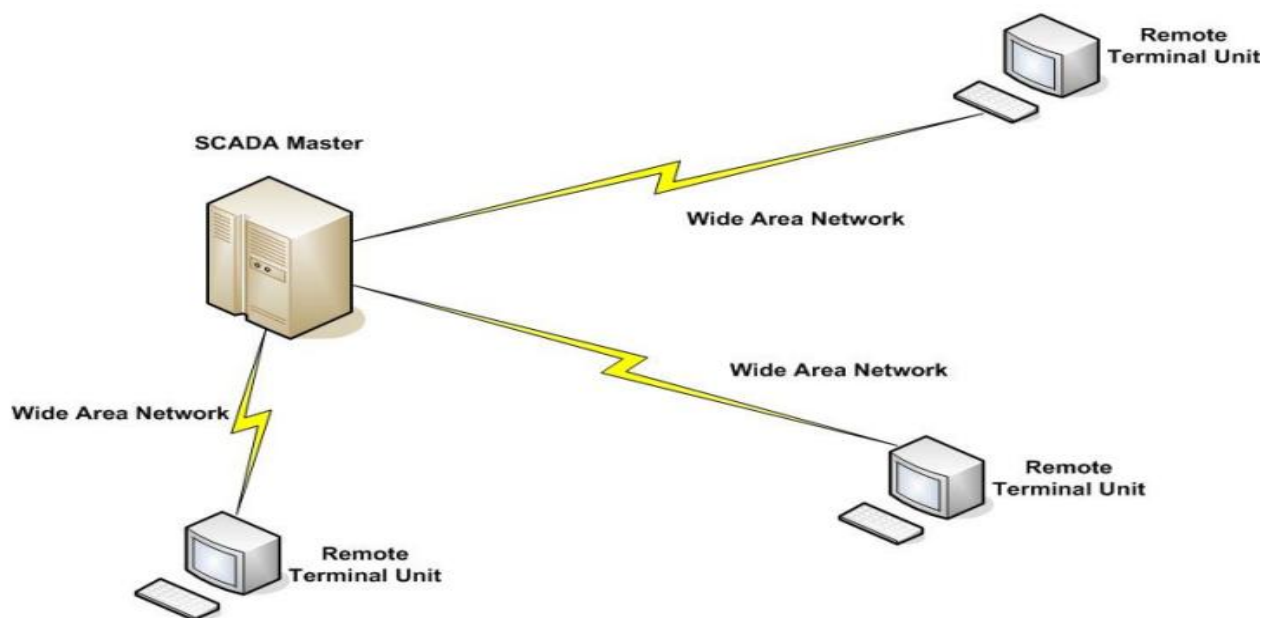 Remote
Terminal Unit
SCADA Master
Wide Area Network
Wide Area Network
Wide Area Network
Remote
Terminal Unit
Remote
Terminal Unit